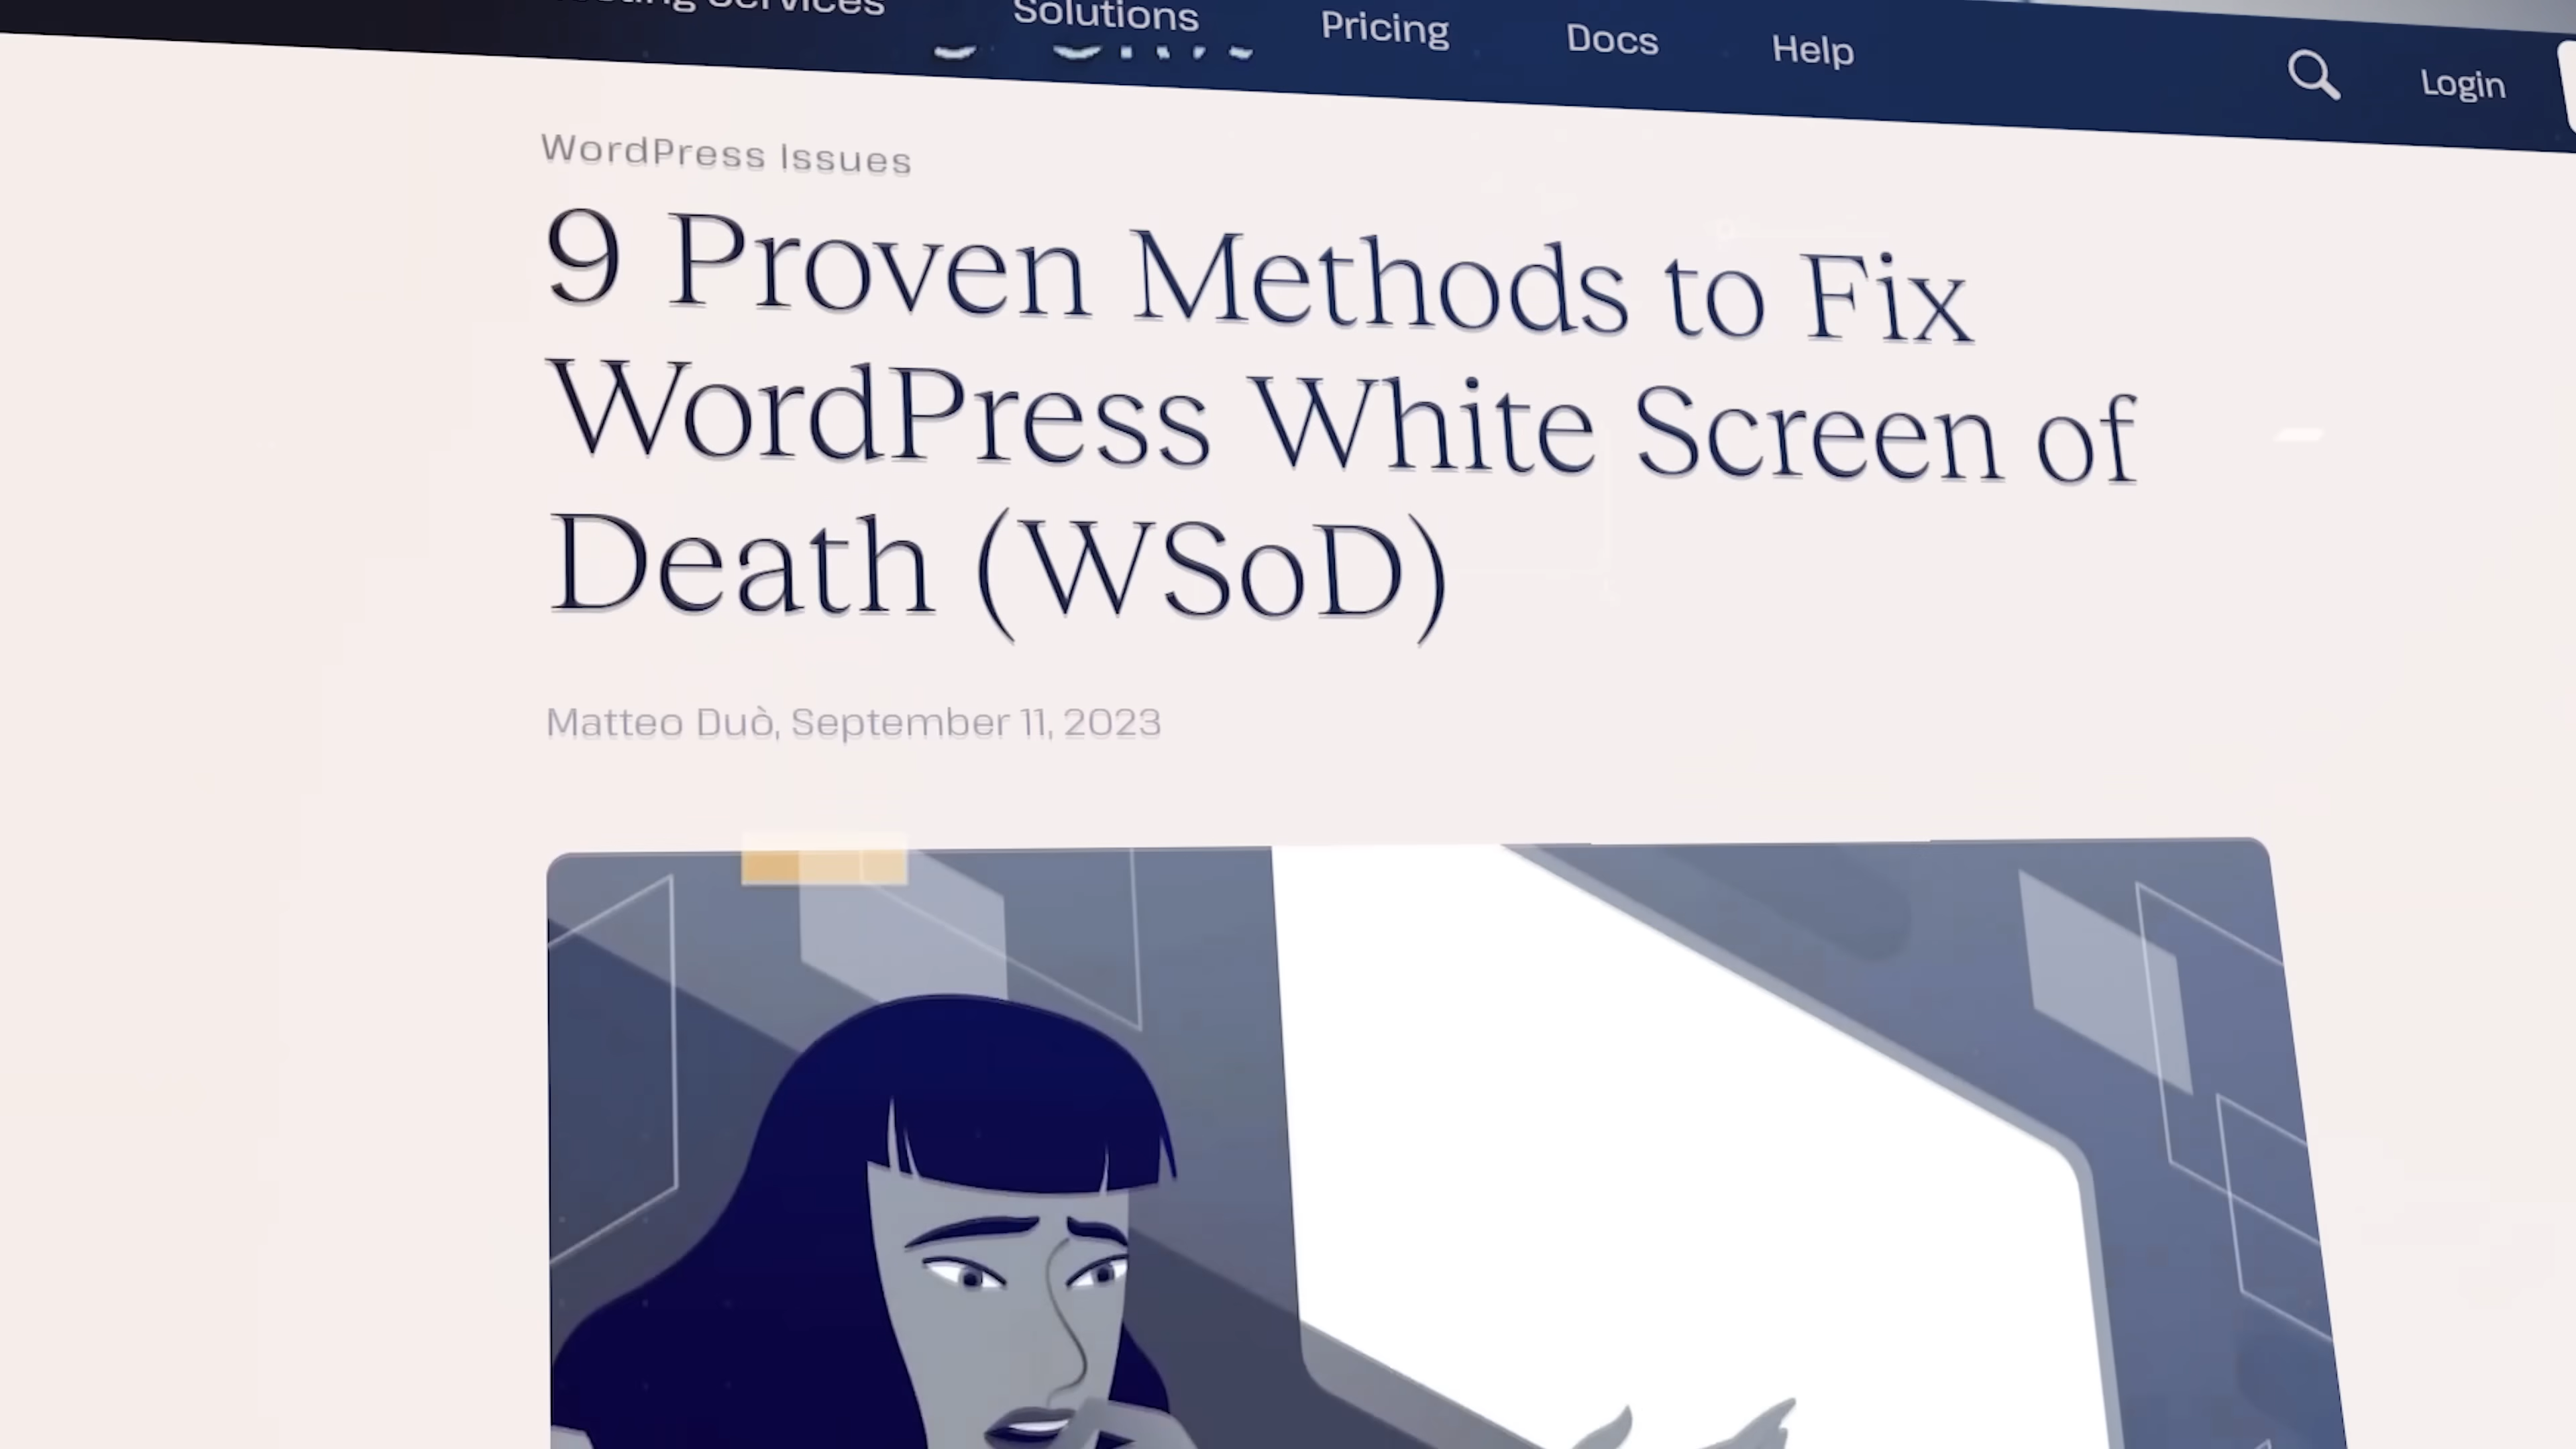 Services
Solutions
Pricing
Docs
Help
Login
WordPress Issues
9 Proven Methods to Fix
WordPress White Screen of
Death (WSoD)
Matteo Duò, September 11, 2023